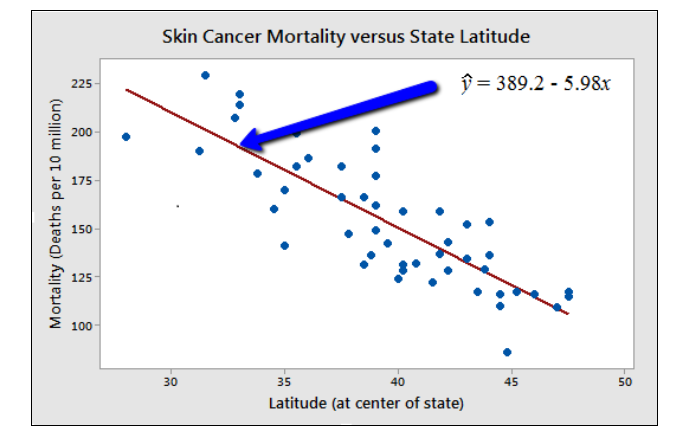 Skin Cancer Mortality versus State Latitude
ŷ = 389.2 - 5.98x
Mortality (Deaths per 10 million)
225
200
175
150
125
100
30 35 40 45 50
Latitude (at center of state)